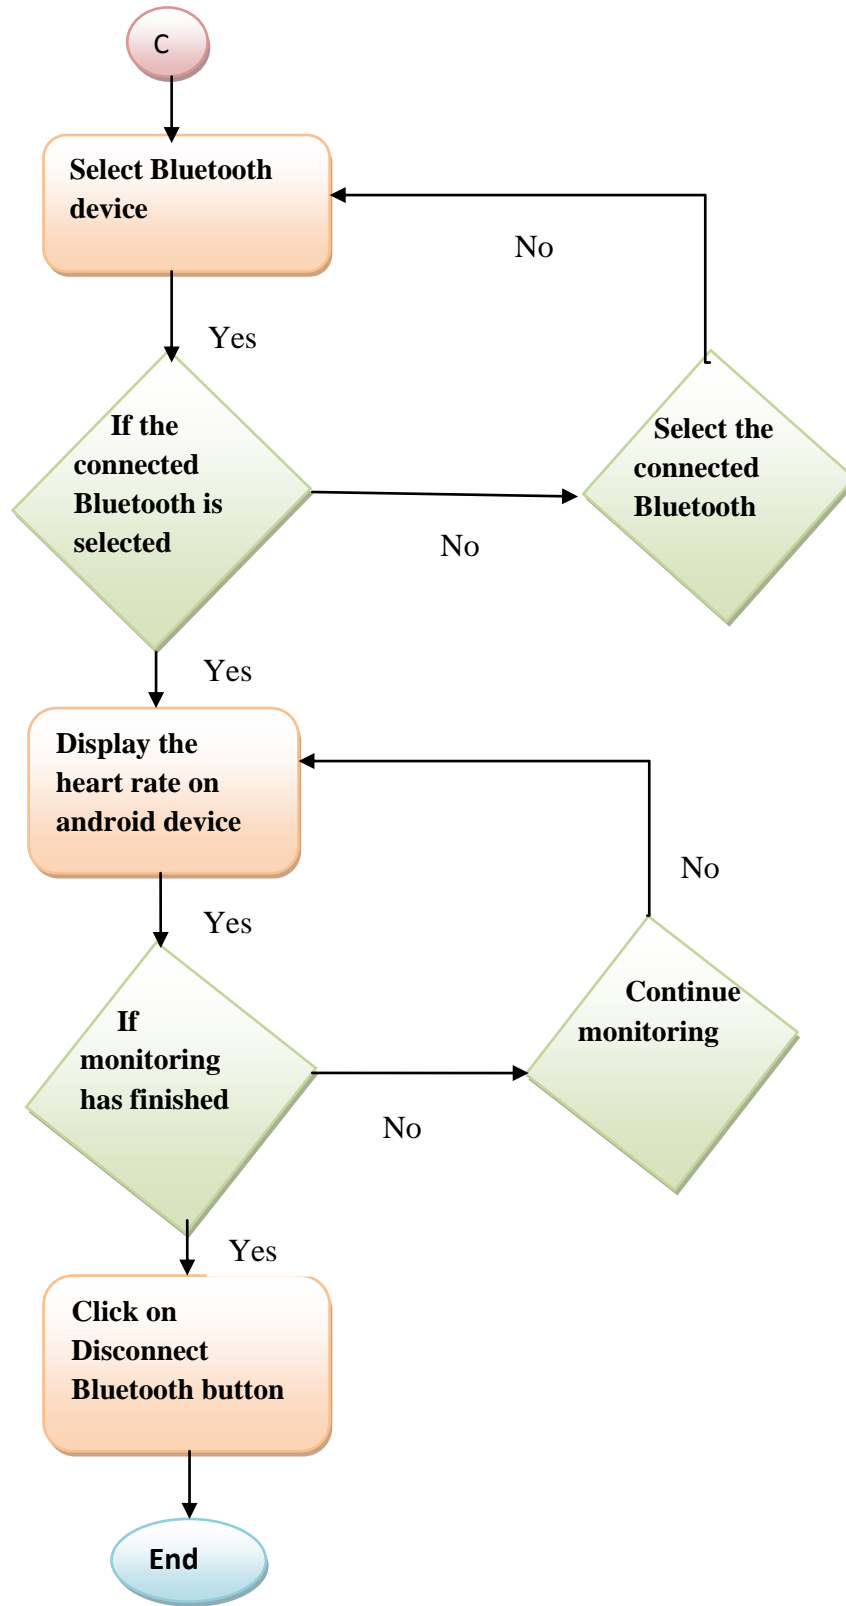 C
Select Bluetooth
device
No
Yes
If the
connected
Bluetooth is
selected
Select the
connected
Bluetooth
No
Yes
Display the
heart rate on
android device
No
Yes
If
monitoring
has finished
Continue
monitoring
No
Yes
Click on
Disconnect
Bluetooth button
End